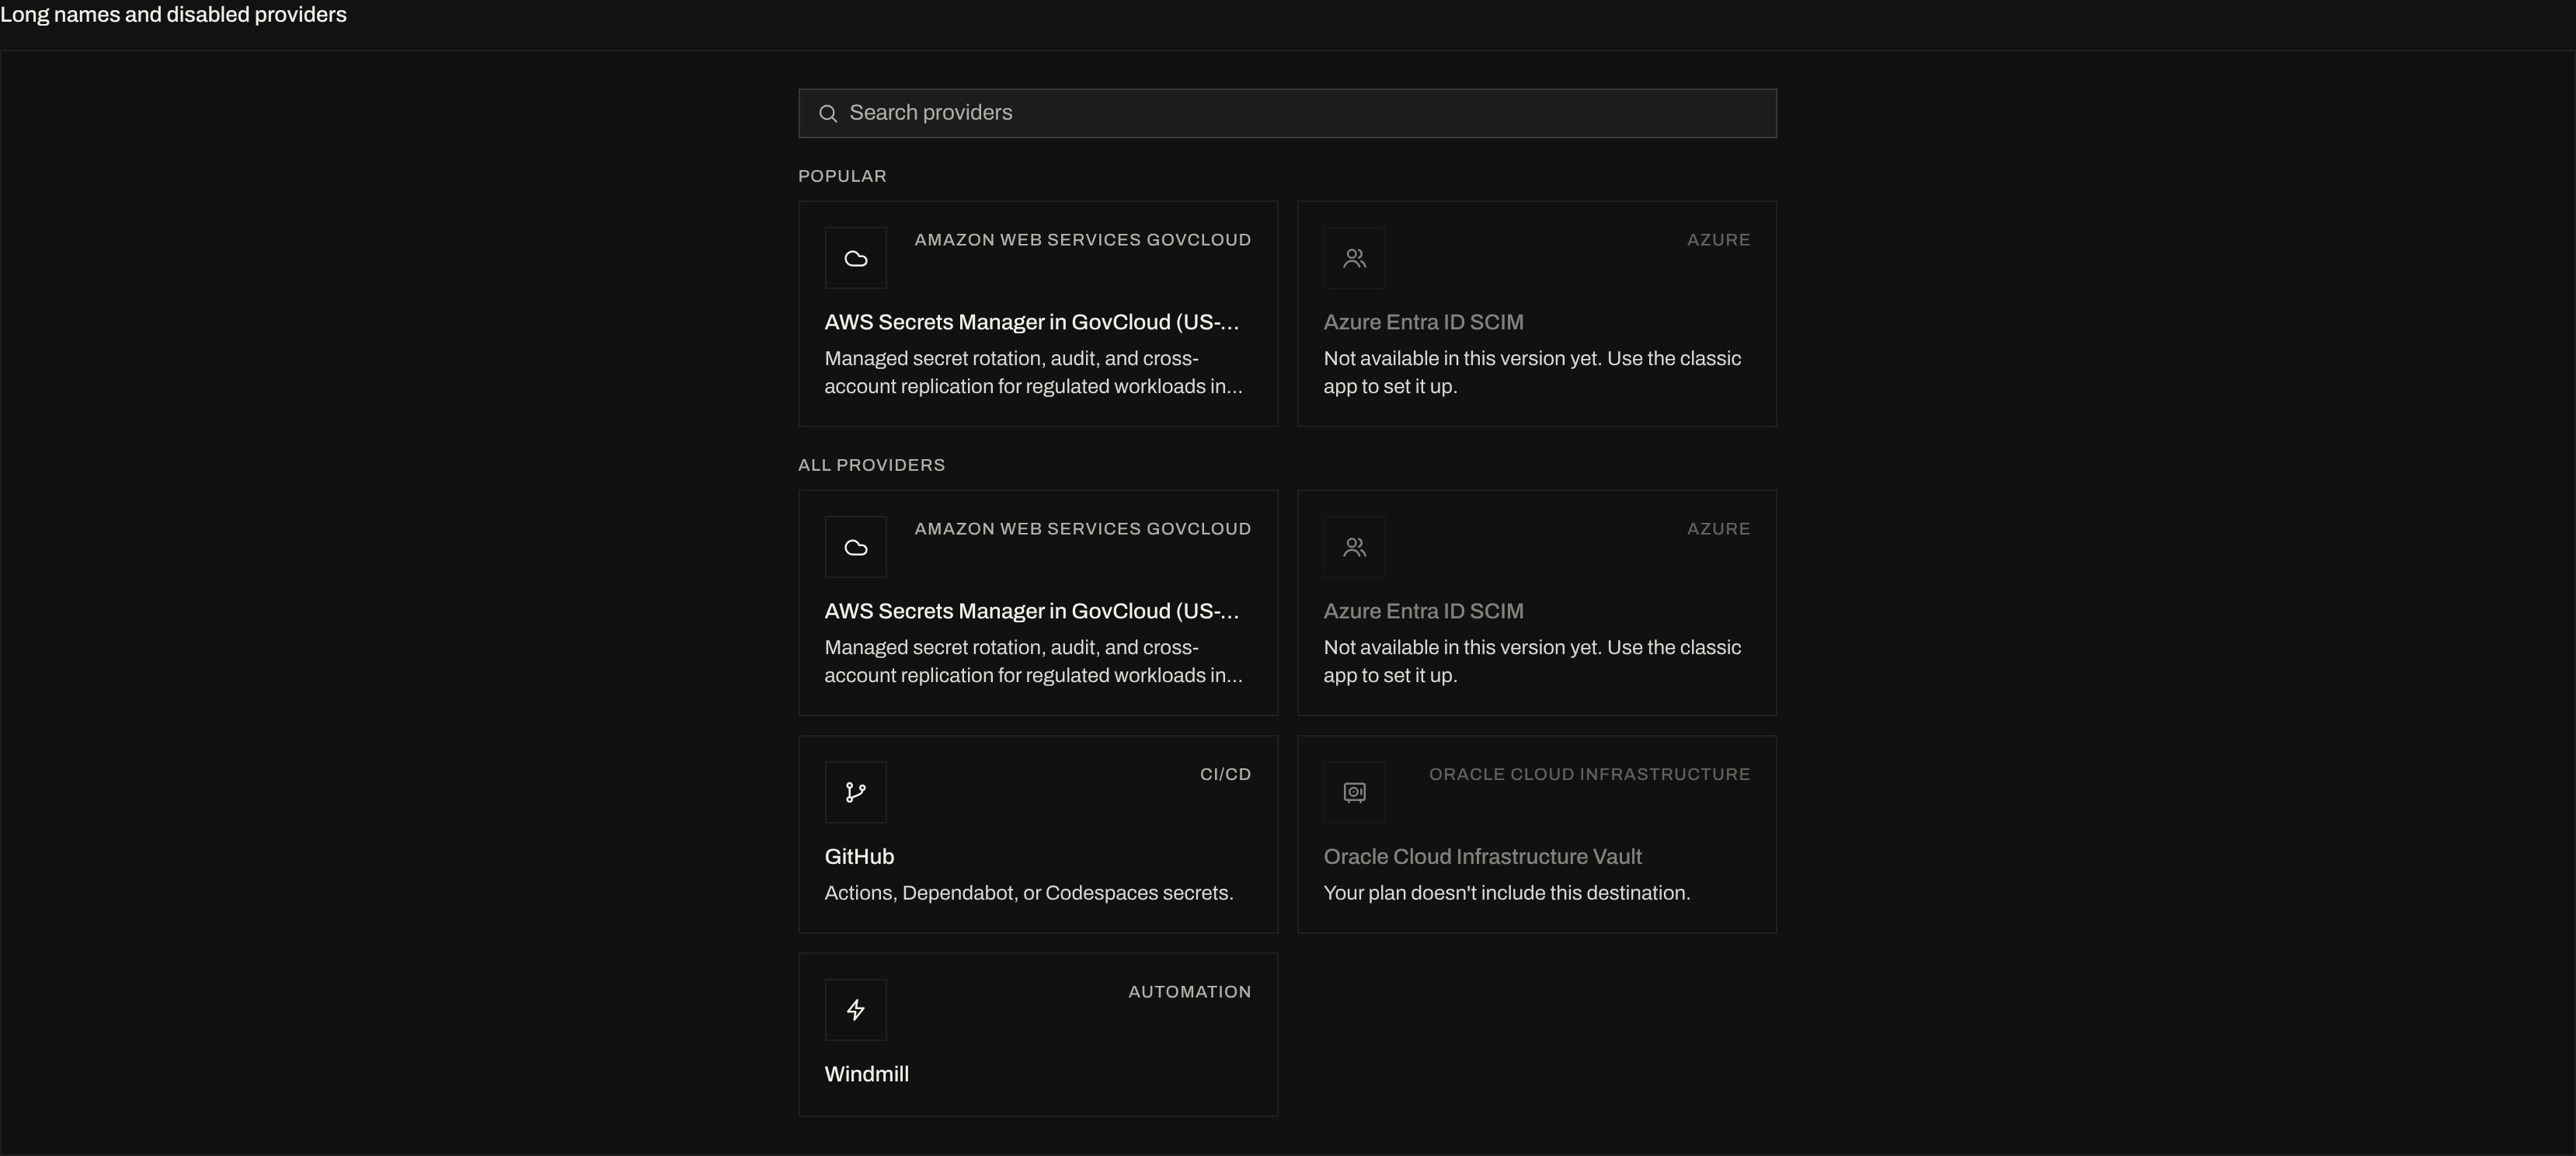 Long names and disabled providers
Search providers
POPULAR
AMAZON WEB SERVICES GOVCLOUD
AWS Secrets Manager in GovCloud (US-...
Managed secret rotation, audit, and cross-
account replication for regulated workloads in...
AZURE
Azure Entra ID SCIM
Not available in this version yet. Use the classic
app to set it up.
ALL PROVIDERS
AMAZON WEB SERVICES GOVCLOUD
AWS Secrets Manager in GovCloud (US-...
Managed secret rotation, audit, and cross-
account replication for regulated workloads in...
AZURE
Azure Entra ID SCIM
Not available in this version yet. Use the classic
app to set it up.
CI/CD
GitHub
Actions, Dependabot, or Codespaces secrets.
ORACLE CLOUD INFRASTRUCTURE
Oracle Cloud Infrastructure Vault
Your plan doesn't include this destination.
AUTOMATION
Windmill